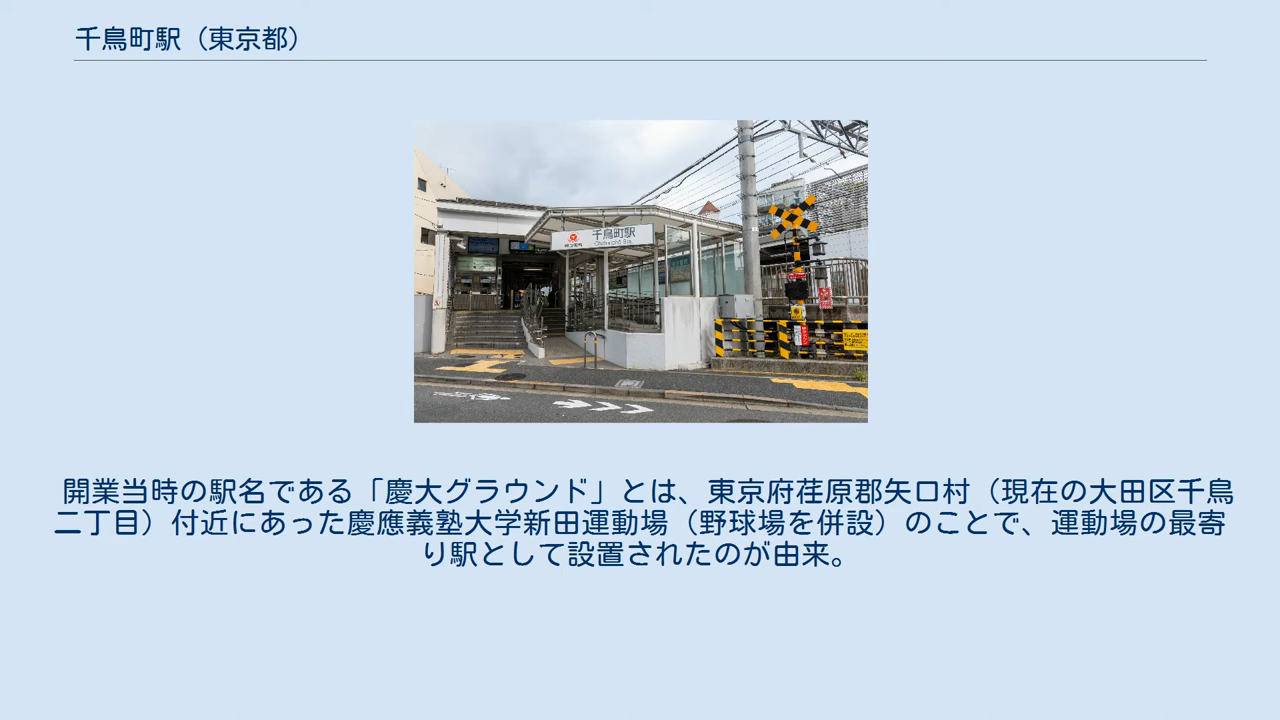 千鳥町駅（東京都）
千鳥町駅
開業当時の駅名である「慶大グラウンド」とは、東京府荏原郡矢口村（現在の大田区千鳥
二丁目）付近にあった慶應義塾大学新田運動場（野球場を併設）のことで、運動場の最寄
り駅として設置されたのが由来。